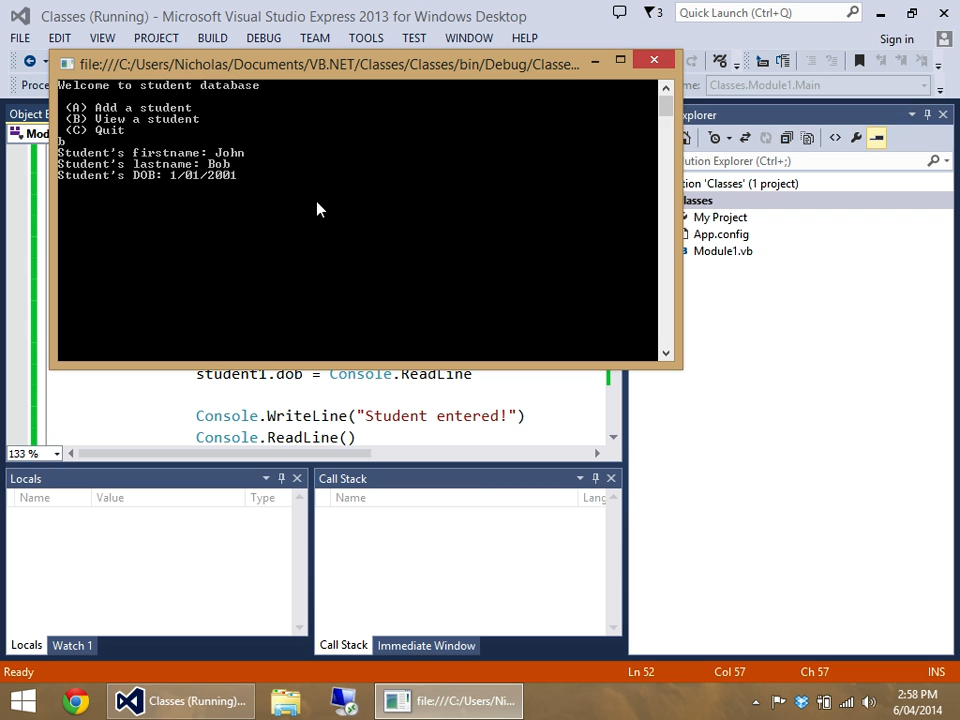 Classes (Running) - Microsoft Visual Studio Express 2013 for Windows Desktop
3
Quick Launch (Ctrl+Q)
FILE EDIT VIEW PROJECT BUILD DEBUG TEAM TOOLS TEST WINDOW HELP
Sign in
file:///C:/Users/Nicholas/Documents/VB.NET/Classes/Classes/bin/Debug/Classe...
Proce
me: Classes.Module1.Main
Welcome to student database
(A) Add a student
(B) View a student
(C) Quit
b
Student's firstname: John
Student's lastname: Bob
Student's DOB: 1/01/2001
Object B
Mod
xplorer
ution Explorer (Ctrl+;)
tion 'Classes' (1 project)
lasses
My Project
App.config
Module1.vb
student1.dob = Console.ReadLine
Console.WriteLine("Student entered!")
Console.ReadLine()
133 %
Locals
Name Value Type
Call Stack
Name Lang
Locals Watch 1
Call Stack Immediate Window
Ready
Ln 52 Col 57 Ch 57 INS
Classes (Running)...
file:///C:/Users/Ni...
2:58 PM
6/04/2014